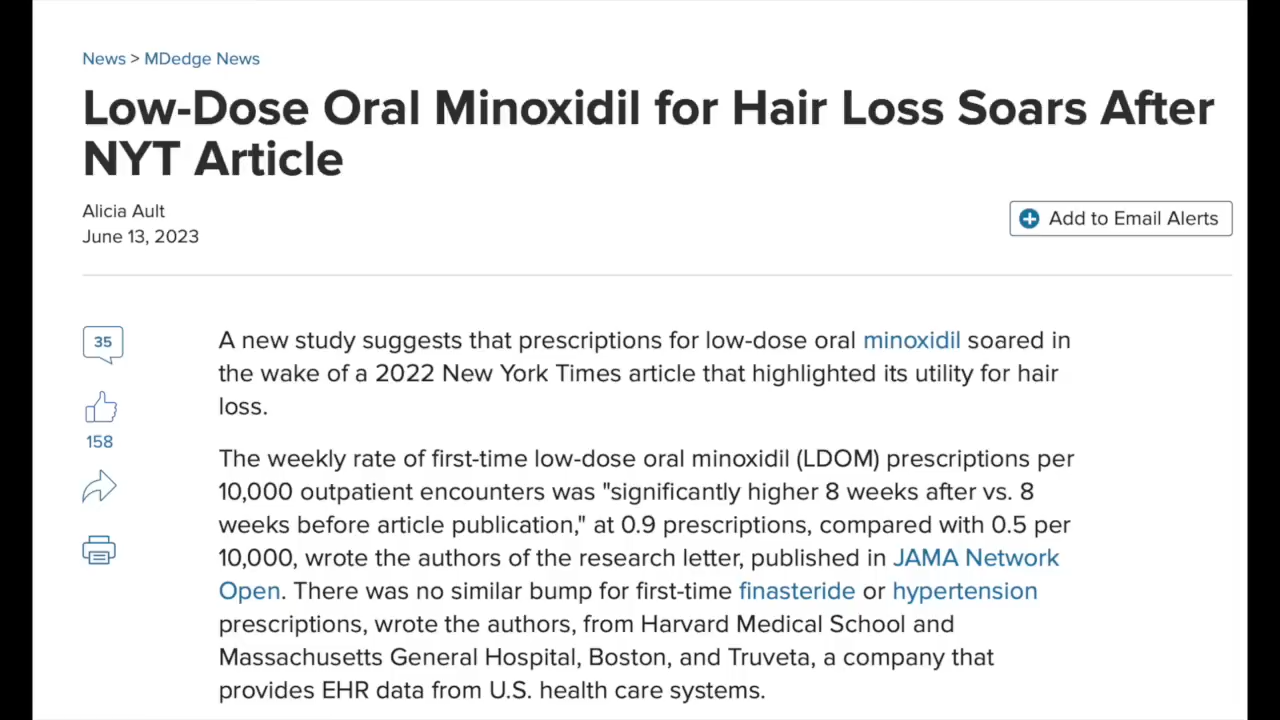 News > MDedge News
Low-Dose Oral Minoxidil for Hair Loss Soars After
NYT Article
Alicia Ault
June 13, 2023
Add to Email Alerts
35
158
A new study suggests that prescriptions for low-dose oral minoxidil soared in
the wake of a 2022 New York Times article that highlighted its utility for hair
loss.
The weekly rate of first-time low-dose oral minoxidil (LDOM) prescriptions per
10,000 outpatient encounters was "significantly higher 8 weeks after vs. 8
weeks before article publication," at 0.9 prescriptions, compared with 0.5 per
10,000, wrote the authors of the research letter, published in JAMA Network
Open. There was no similar bump for first-time finasteride or hypertension
prescriptions, wrote the authors, from Harvard Medical School and
Massachusetts General Hospital, Boston, and Truveta, a company that
provides EHR data from U.S. health care systems.